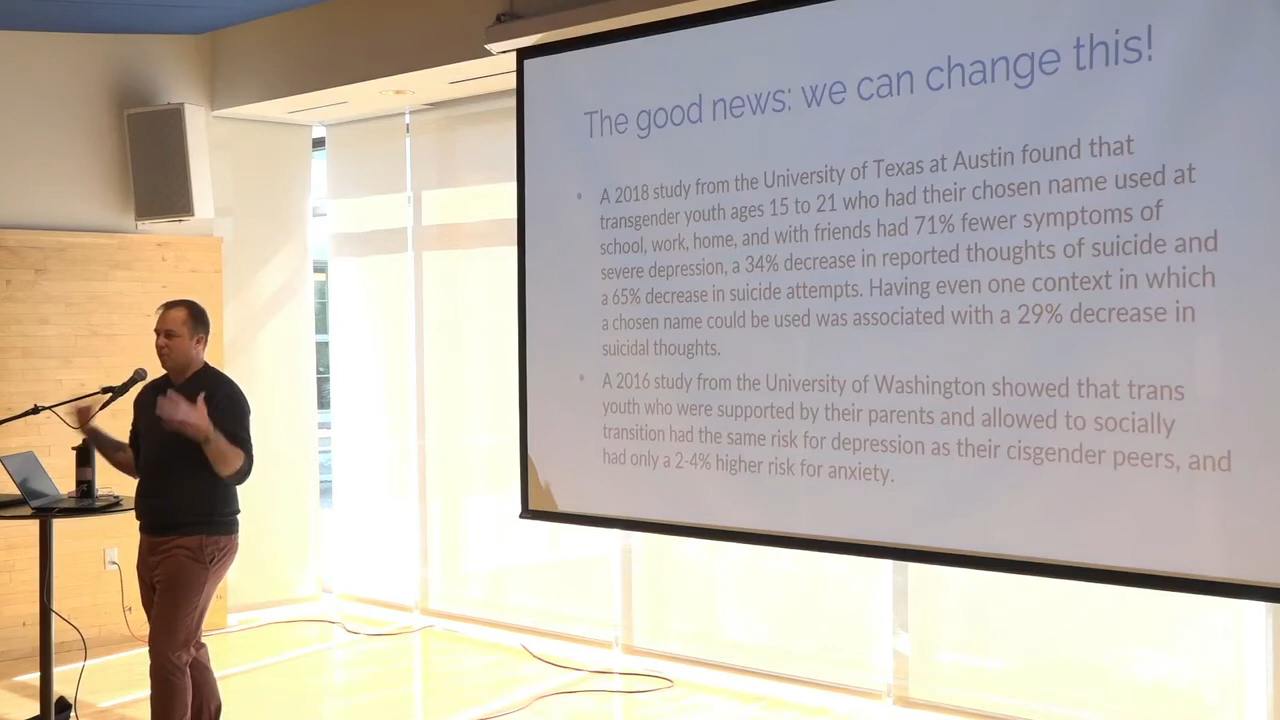 The good news: we can change this!
• A 2018 study from the University of Texas at Austin found that
transgender youth ages 15 to 21 who had their chosen name used at
school, work, home, and with friends had 71% fewer symptoms of
severe depression, a 34% decrease in reported thoughts of suicide and
a 65% decrease in suicide attempts. Having even one context in which
a chosen name could be used was associated with a 29% decrease in
suicidal thoughts.
• A 2016 study from the University of Washington showed that trans
youth who were supported by their parents and allowed to socially
transition had the same risk for depression as their cisgender peers, and
had only a 2-4% higher risk for anxiety.